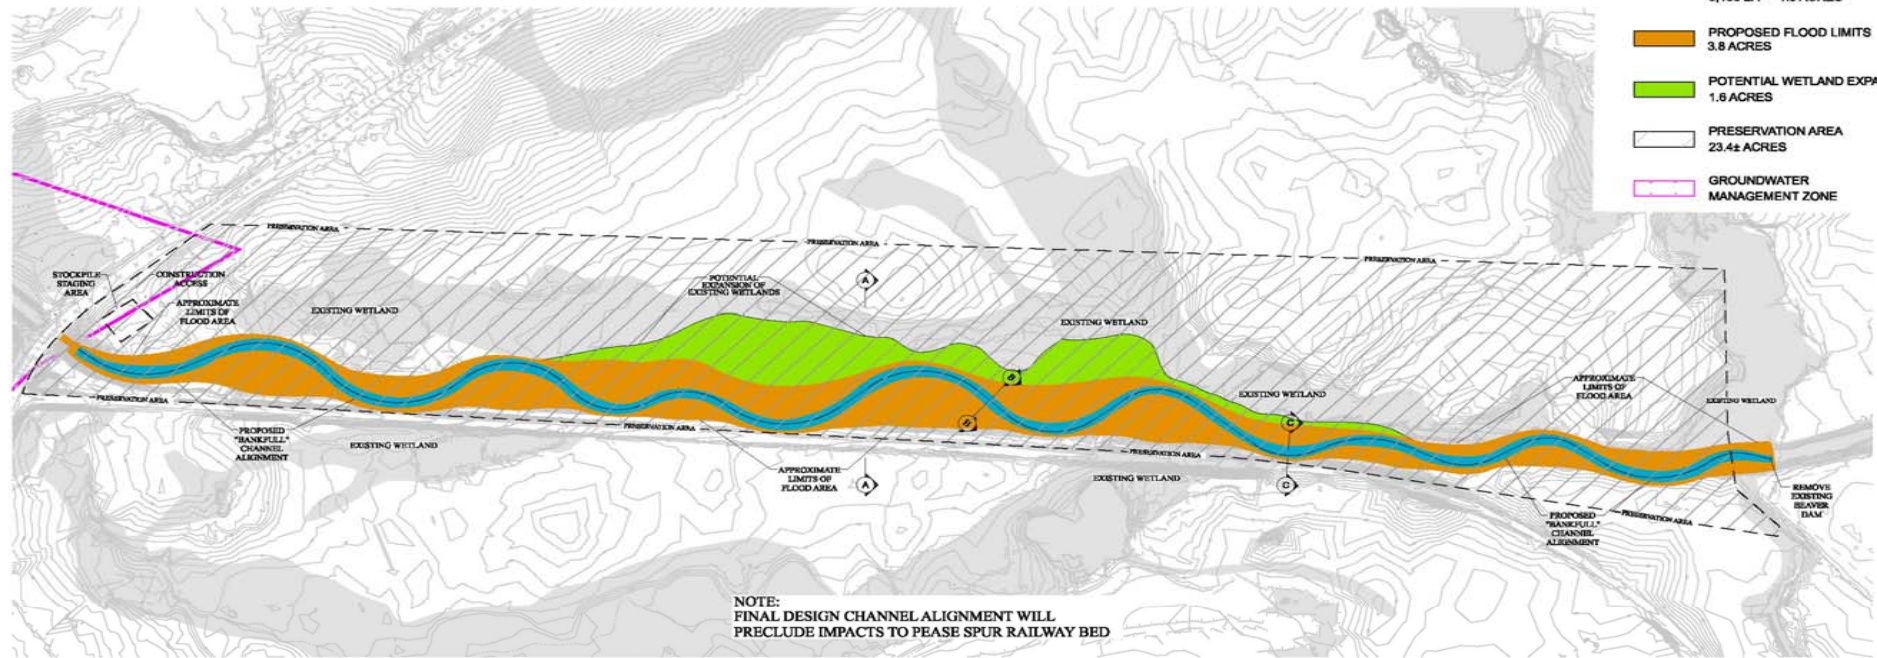 PROPOSED FLOOD LIMITS
3.8 ACRES
POTENTIAL WETLAND EXPA
1.6 ACRES
PRESERVATION AREA
23.4± ACRES
GROUNDWATER
MANAGEMENT ZONE
PRESERVATION AREA
PRESERVATION AREA
PRESERVATION AREA
STOCKPILE
STAGING
AREA
CONSTRUCTION
ACCESS
APPROXIMATE
LIMITS OF
FLOOD AREA
EXISTING WETLAND
POTENTIAL
EXPANSION OF
EXISTING WETLANDS
A
EXISTING WETLAND
B
B
EXISTING WETLAND
C
APPROXIMATE
LIMITS OF
FLOOD AREA
EXISTING WETLAND
PRESERVATION AREA
PROPOSED
"BANKFULL"
CHANNEL
ALIGNMENT
EXISTING WETLAND
PRESERVATION AREA
APPROXIMATE
LIMITS OF
FLOOD AREA
A
PRESERVATION AREA
EXISTING WETLAND
C
PROPOSED
"BANKFULL"
CHANNEL
ALIGNMENT
PRESERVATION AREA
REMOVE
EXISTING
BEAVER
DAM
NOTE:
FINAL DESIGN CHANNEL ALIGNMENT WILL
PRECLUDE IMPACTS TO PEASE SPUR RAILWAY BED